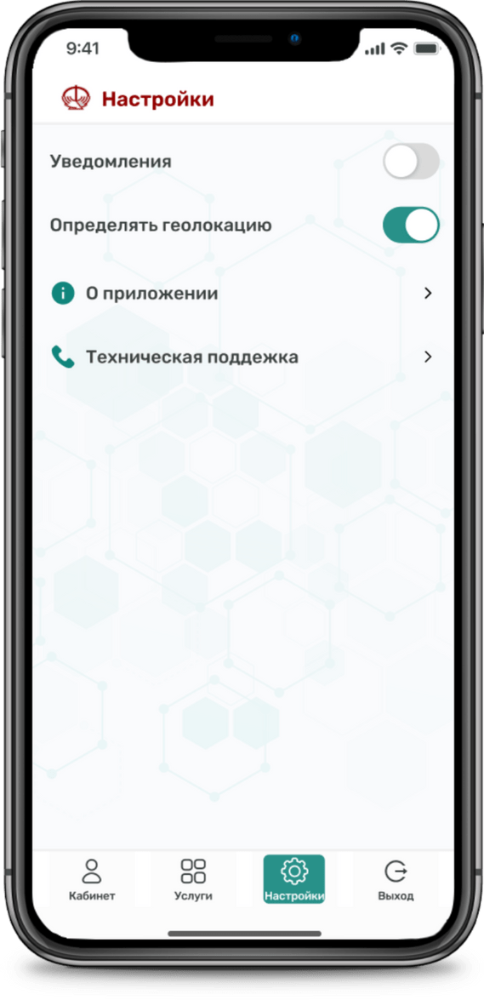 9:41
Настройки
Уведомления
Определять геолокацию
О приложении
Техническая поддежка
Кабинет
Услуги
Настройки
Выход